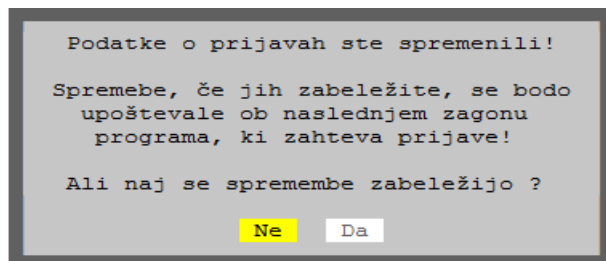 Podatke o prijavah ste spremenili!
Spremebe, če jih zabeležite, se bodo
upoštevale ob naslednjem zagonu
programa, ki zahteva prijave!
Ali naj se spremembe zabeležijo ?
Ne Da